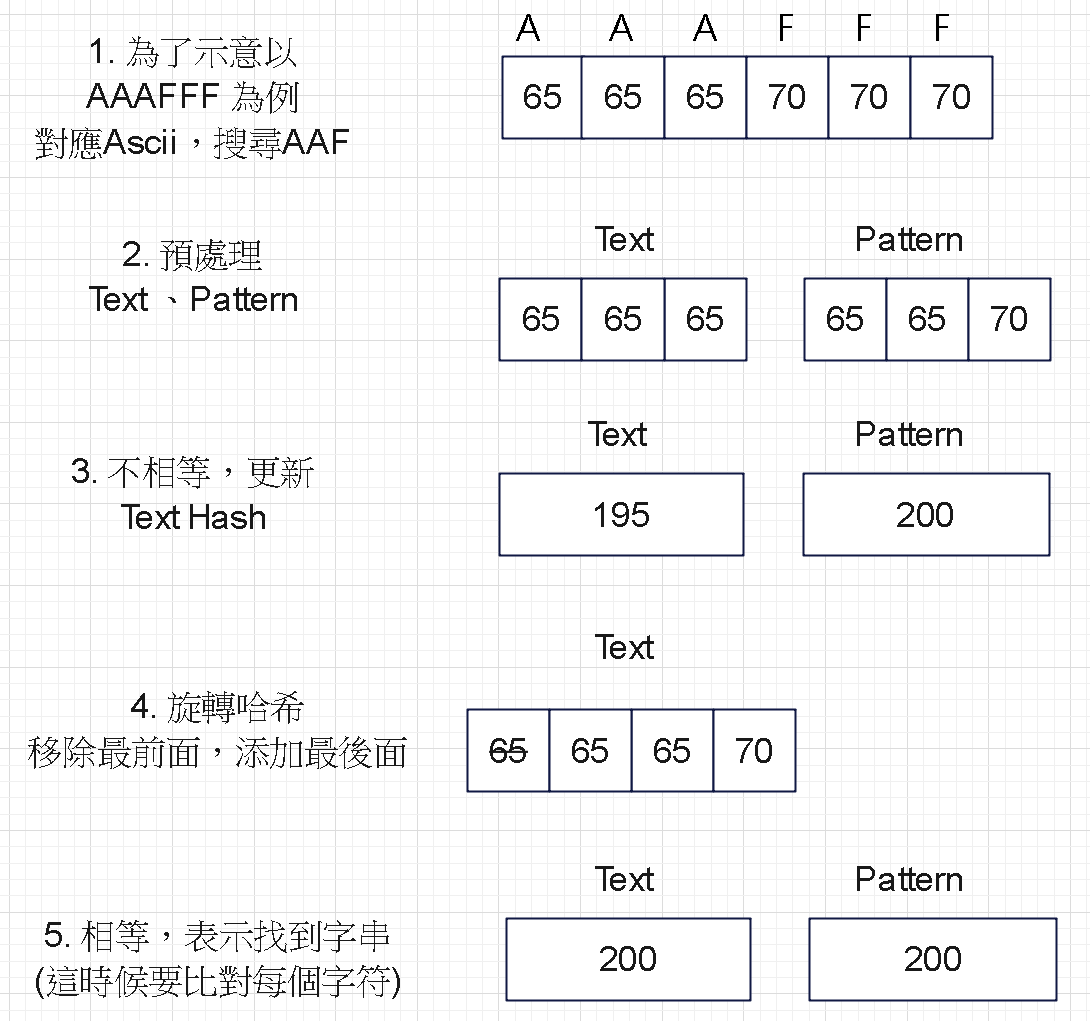 A A A F F F
1. 為了示意以
AAAFFF 為例
對應Ascii，搜尋AAF
65 65 65 70 70 70
2. 預處理
Text 、Pattern
Text Pattern
65 65 65 65 65 70
3. 不相等，更新
Text Hash
Text Pattern
195 200
4. 旋轉哈希
移除最前面，添加最後面
Text
65 65 65 70
5. 相等，表示找到字串
(這時候要比對每個字符)
Text Pattern
200 200